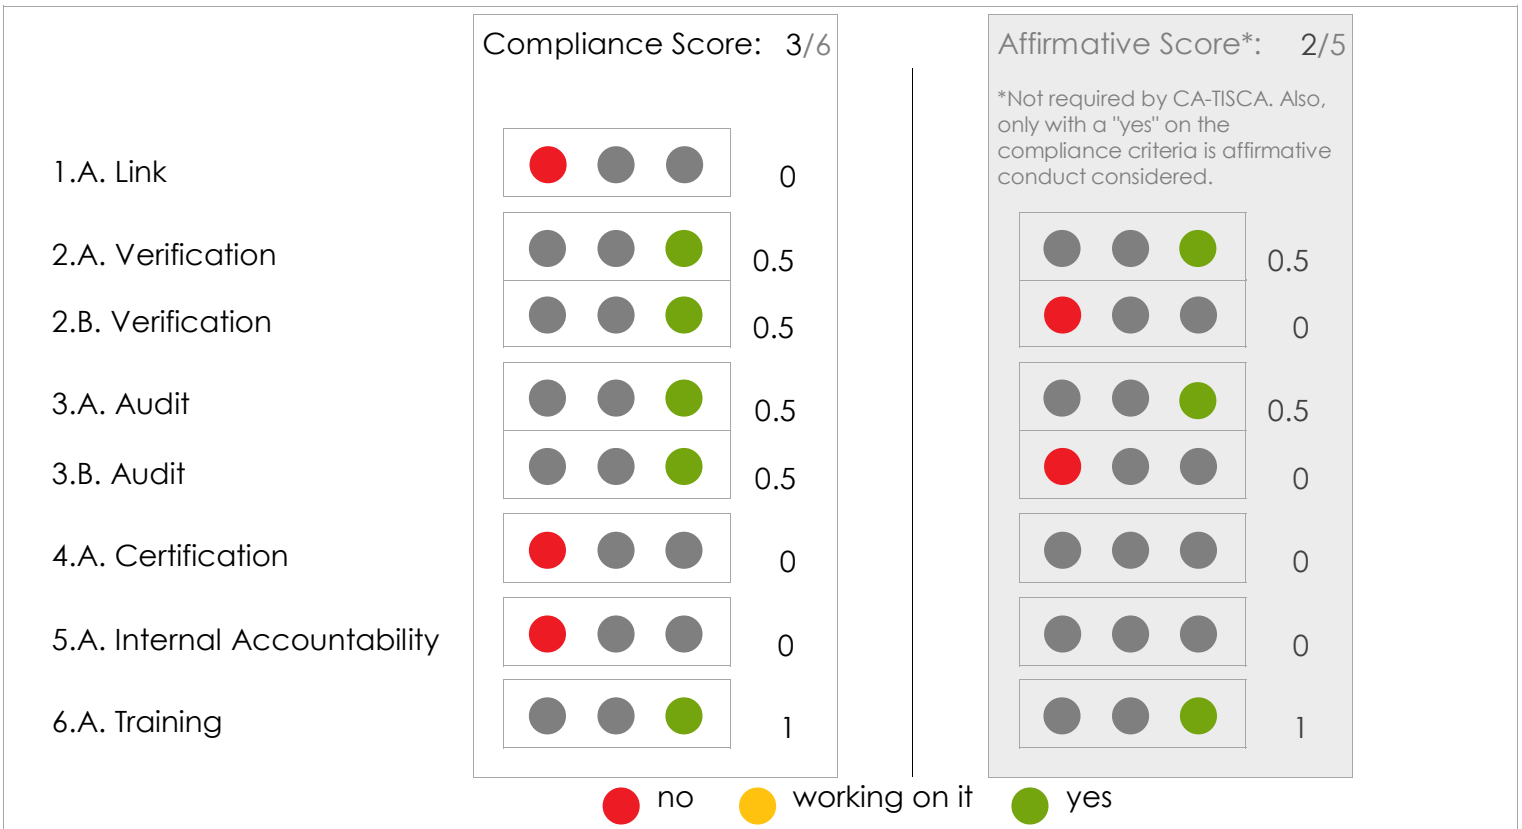 Compliance Score: 3/6
Affirmative Score*: 2/5
*Not required by CA-TISCA. Also,
only with a "yes" on the
compliance criteria is affirmative
conduct considered.
1.A. Link 0
2.A. Verification 0.5 0.5
2.B. Verification 0.5 0
3.A. Audit 0.5 0.5
3.B. Audit 0.5 0
4.A. Certification 0 0
5.A. Internal Accountability 0 0
6.A. Training 1 1
no working on it yes